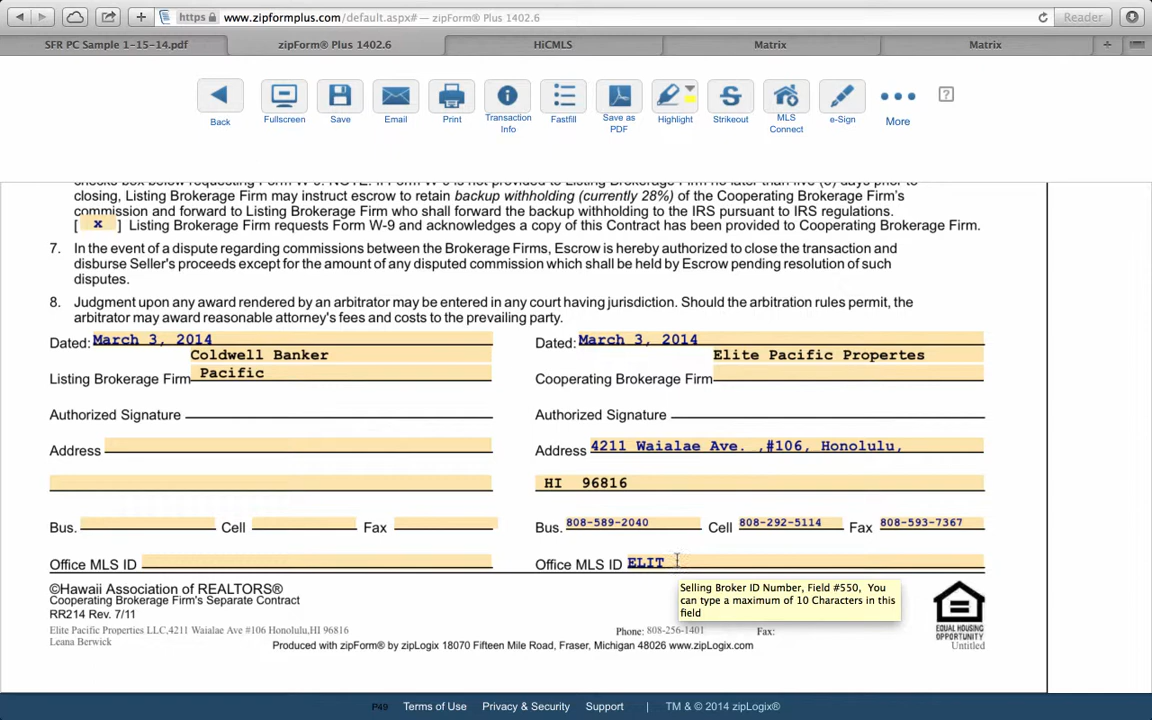 https www.zipformplus.com/default.aspx# — zipForm® Plus 1402.6 Reader
SFR PC Sample 1-15-14.pdf zipForm® Plus 1402.6 HiCMLS Matrix Matrix
Back Fullscreen Save Email Print Transaction Info Fastfill Save as PDF Highlight Strikeout MLS Connect e-Sign More ?
closing, Listing Brokerage Firm may instruct escrow to retain backup withholding (currently 28%) of the Cooperating Brokerage Firm's
commission and forward to Listing Brokerage Firm who shall forward the backup withholding to the IRS pursuant to IRS regulations.
[ x ] Listing Brokerage Firm requests Form W-9 and acknowledges a copy of this Contract has been provided to Cooperating Brokerage Firm.
7. In the event of a dispute regarding commissions between the Brokerage Firms, Escrow is hereby authorized to close the transaction and
disburse Seller's proceeds except for the amount of any disputed commission which shall be held by Escrow pending resolution of such
disputes.
8. Judgment upon any award rendered by an arbitrator may be entered in any court having jurisdiction. Should the arbitration rules permit, the
arbitrator may award reasonable attorney's fees and costs to the prevailing party.
Dated: March 3, 2014 Dated: March 3, 2014
Coldwell Banker Elite Pacific Propertes
Listing Brokerage Firm Pacific Cooperating Brokerage Firm
Authorized Signature Authorized Signature
Address Address 4211 Waialae Ave. ,#106, Honolulu,
HI 96816
Bus. Cell Fax Bus. 808-589-2040 Cell 808-292-5114 Fax 808-593-7367
Office MLS ID Office MLS ID ELIT
Selling Broker ID Number, Field #550, You
can type a maximum of 10 Characters in this
field
©Hawaii Association of REALTORS®
Cooperating Brokerage Firm's Separate Contract
RR214 Rev. 7/11
EQUAL HOUSING
OPPORTUNITY
Elite Pacific Properties LLC,4211 Waialae Ave #106 Honolulu,HI 96816 Phone: 808-256-1401 Fax: Untitled
Leana Berwick
Produced with zipForm® by zipLogix 18070 Fifteen Mile Road, Fraser, Michigan 48026 www.zipLogix.com
P49 Terms of Use Privacy & Security Support | TM & © 2014 zipLogix®